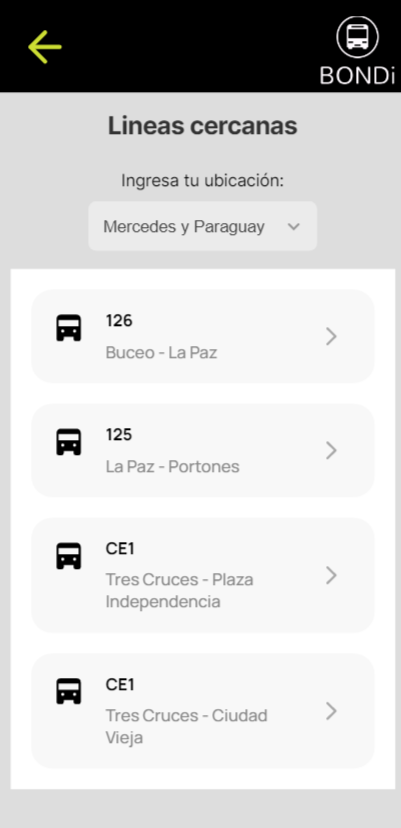 BONDi
Lineas cercanas
Ingresa tu ubicación:
Mercedes y Paraguay
126
Buceo - La Paz
125
La Paz - Portones
CE1
Tres Cruces - Plaza
Independencia
CE1
Tres Cruces - Ciudad
Vieja